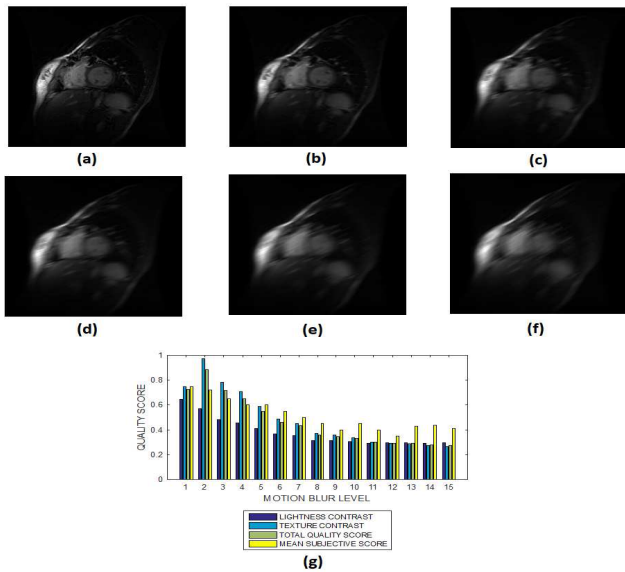 (a)
(b)
(c)
(d)
(e)
(f)
1
0.8
0.6
0.4
0.2
0
QUALITY SCORE
1 2 3 4 5 6 7 8 9 10 11 12 13 14 15
MOTION BLUR LEVEL
LIGHTNESS CONTRAST
TEXTURE CONTRAST
TOTAL QUALITY SCORE
MEAN SUBJECTIVE SCORE
(g)